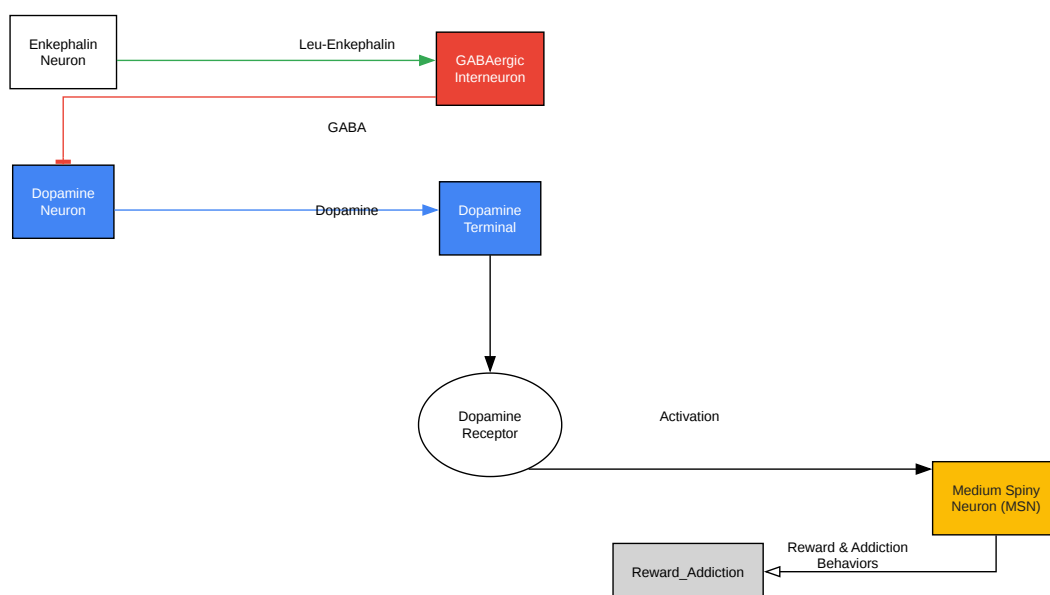 Enkephalin
Neuron
Leu-Enkephalin
GABAergic
Interneuron
GABA
Dopamine
Neuron
Dopamine
Dopamine
Terminal
Dopamine
Receptor
Activation
Medium Spiny
Neuron (MSN)
Reward & Addiction
Behaviors
Reward_Addiction